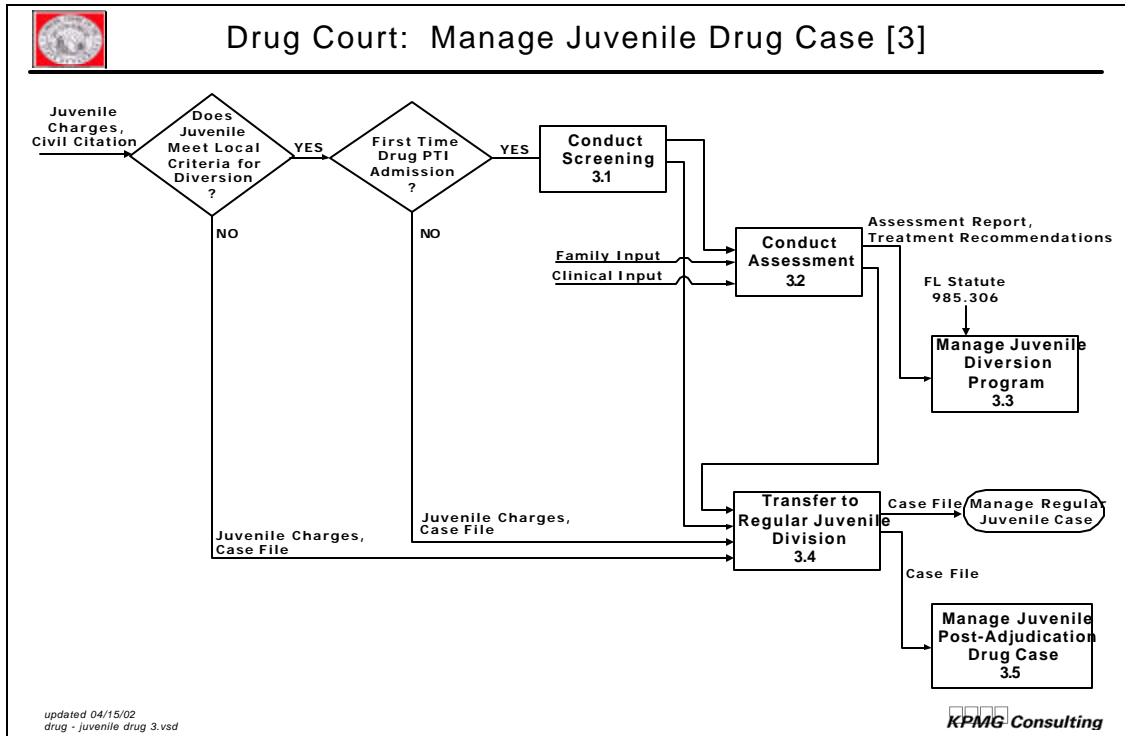 Drug Court: Manage Juvenile Drug Case [3]
Juvenile
Charges,
Civil Citation
Does
Juvenile
Meet Local
Criteria for
Diversion
?
YES
First Time
Drug PTI
Admission
?
YES
Conduct
Screening
3.1
NO
NO
Family Input
Clinical Input
Conduct
Assessment
3.2
Assessment Report,
Treatment Recommendations
FL Statute
985.306
Manage Juvenile
Diversion
Program
3.3
Juvenile Charges,
Case File
Juvenile Charges,
Case File
Transfer to
Regular Juvenile
Division
3.4
Case File
Manage Regular
Juvenile Case
Case File
Manage Juvenile
Post-Adjudication
Drug Case
3.5
updated 04/15/02
drug - juvenile drug 3.vsd
KPMG Consulting